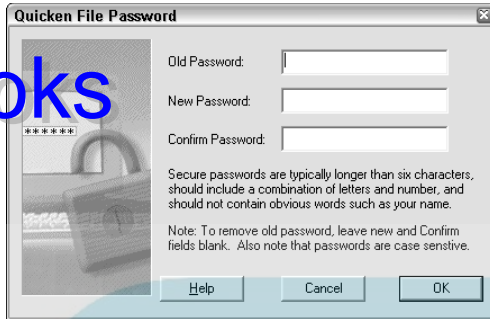 Quicken File Password
Old Password:
oks
New Password:
******
Confirm Password:
Secure passwords are typically longer than six characters,
should include a combination of letters and number, and
should not contain obvious words such as your name.
Note: To remove old password, leave new and Confirm
fields blank. Also note that passwords are case senstive.
Help
Cancel
OK